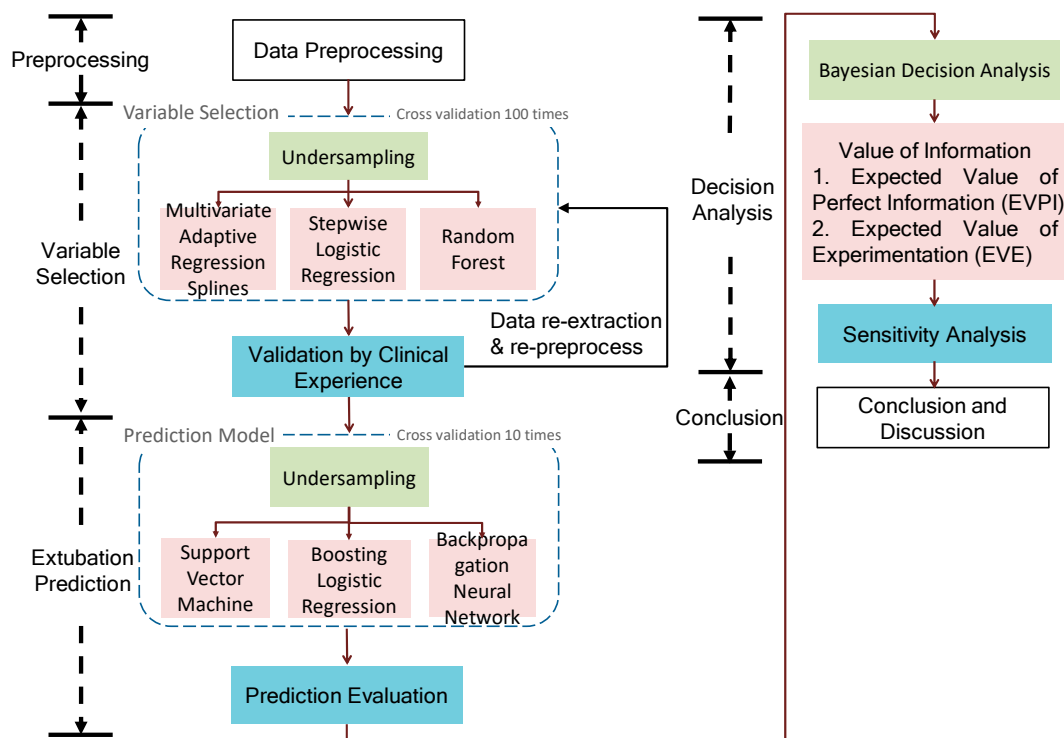 Preprocessing
Data Preprocessing
Variable Selection
Cross validation 100 times
Undersampling
Multivariate
Adaptive
Regression
Splines
Stepwise
Logistic
Regression
Random
Forest
Variable
Selection
Data re-extraction
& re-preprocess
Validation by Clinical
Experience
Prediction Model
Cross validation 10 times
Undersampling
Support
Vector
Machine
Boosting
Logistic
Regression
Backpropa
gation
Neural
Network
Extubation
Prediction
Prediction Evaluation
Decision
Analysis
Bayesian Decision Analysis
Value of Information
1. Expected Value of
Perfect Information (EVPI)
2. Expected Value of
Experimentation (EVE)
Sensitivity Analysis
Conclusion
Conclusion and
Discussion